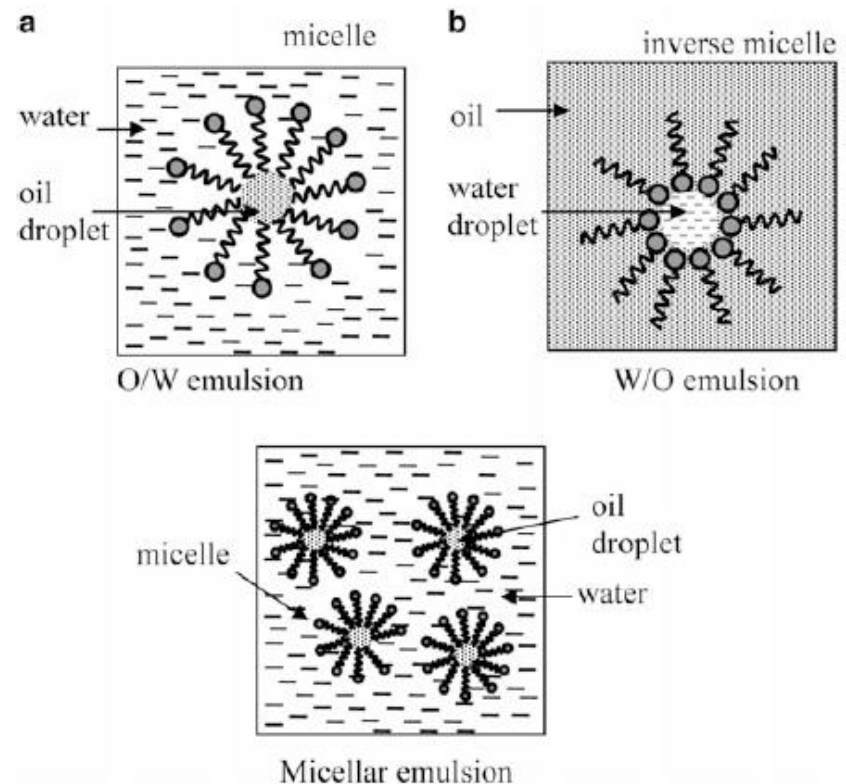 a
micelle
water
oil
droplet
O/W emulsion
b
inverse micelle
oil
water
droplet
W/O emulsion
micelle
oil
droplet
water
Micellar emulsion